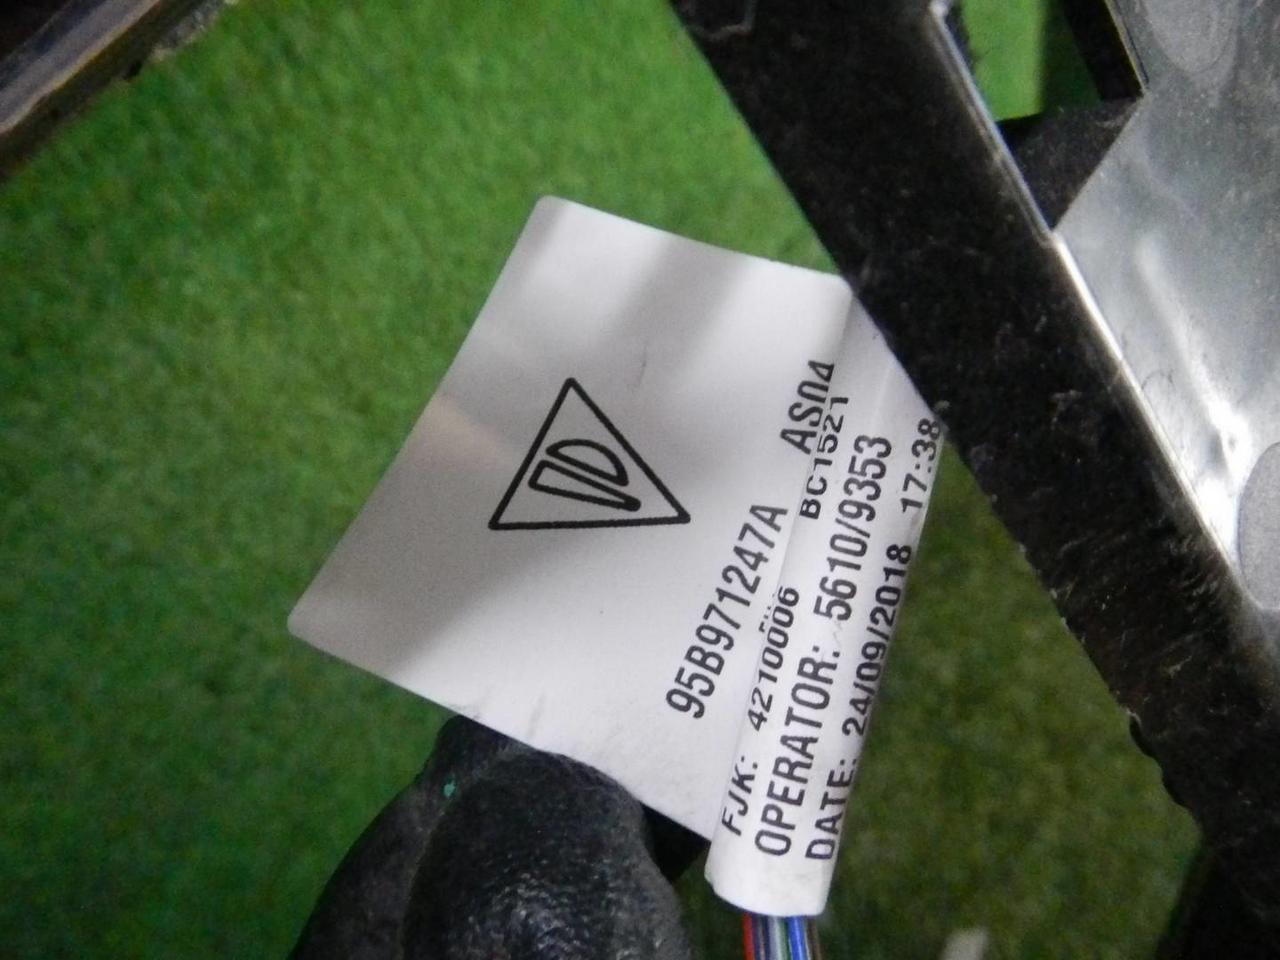 95B971247A AS04
FJK: 4210006 BC1521
OPERATOR: 5610/9353
DATE: 24/09/2018 17:38